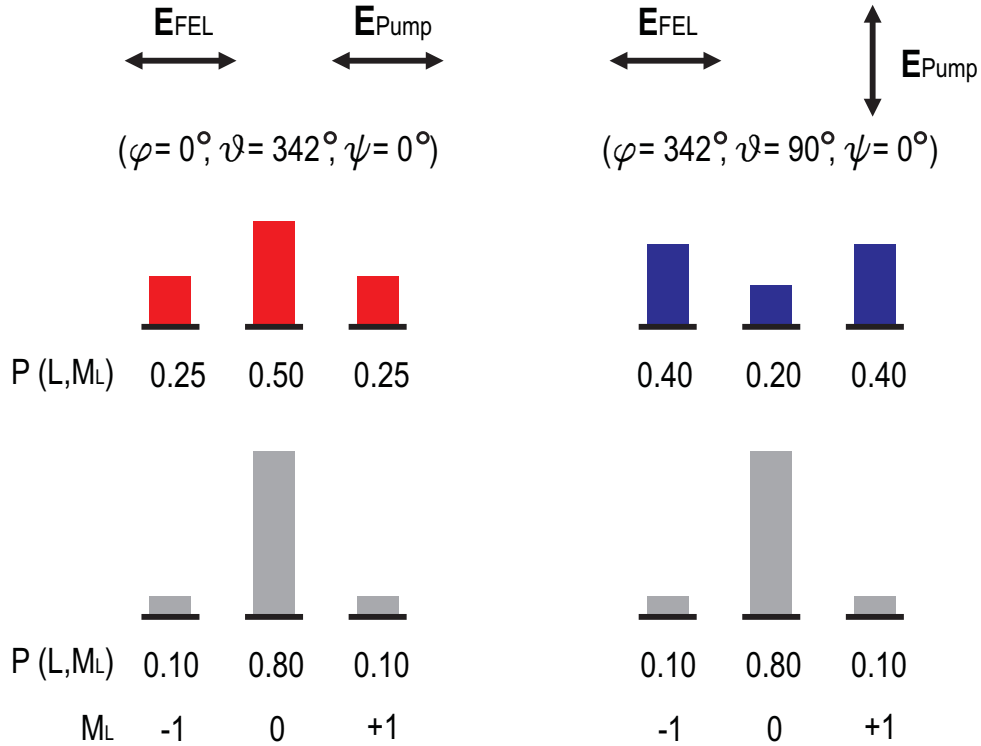 EFEL EPump EFEL EPump
(φ= 0°, ϑ= 342°, ψ= 0°) (φ= 342°, ϑ= 90°, ψ= 0°)
P (L,ML) 0.25 0.50 0.25 0.40 0.20 0.40
P (L,ML) 0.10 0.80 0.10 0.10 0.80 0.10
ML -1 0 +1 -1 0 +1